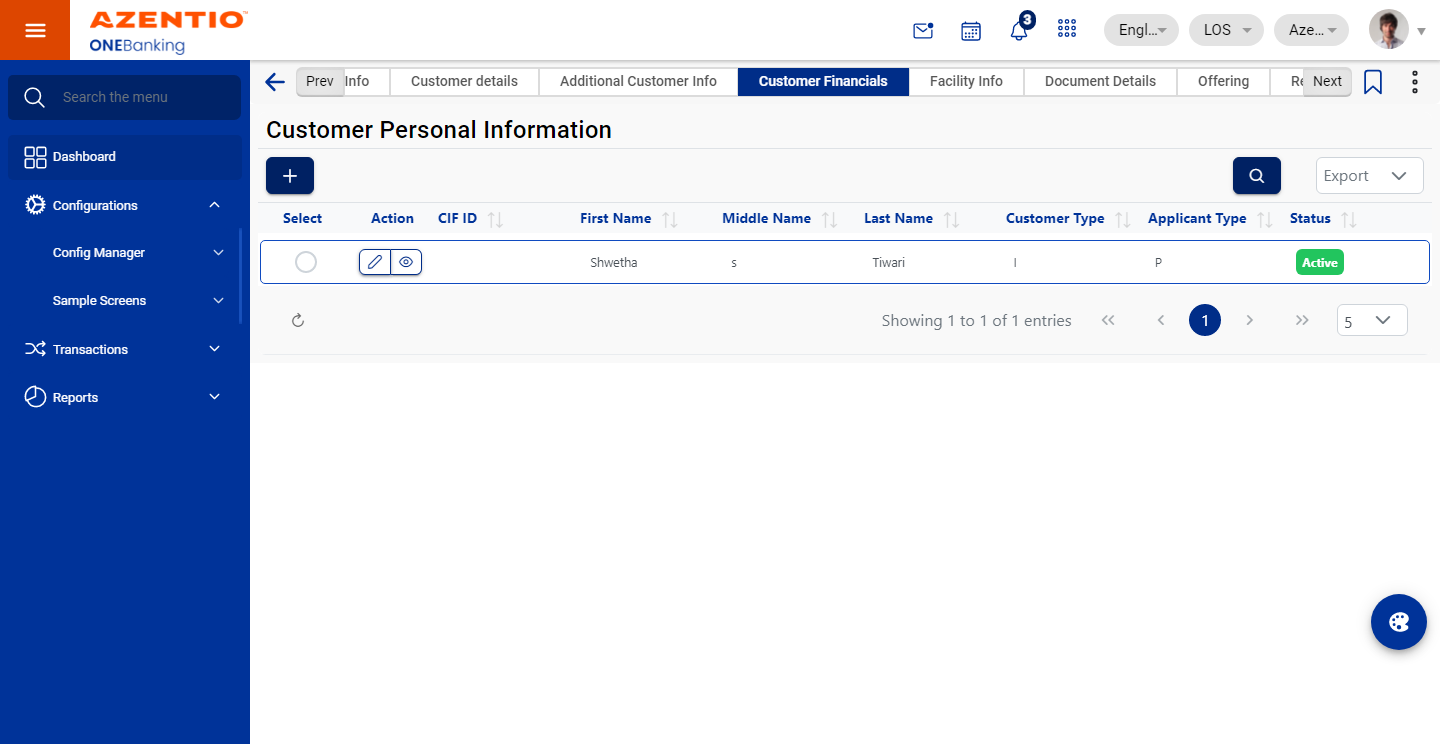 AZENTIO™
ONEBanking
3
Engl...
LOS
Aze...
Search the menu
Dashboard
Configurations
Config Manager
Sample Screens
Transactions
Reports
Prev Info Customer details Additional Customer Info Customer Financials Facility Info Document Details Offering Re Next
Customer Personal Information
Export
Select Action CIF ID First Name Middle Name Last Name Customer Type Applicant Type Status
Shwetha s Tiwari I P Active
Showing 1 to 1 of 1 entries 1 5